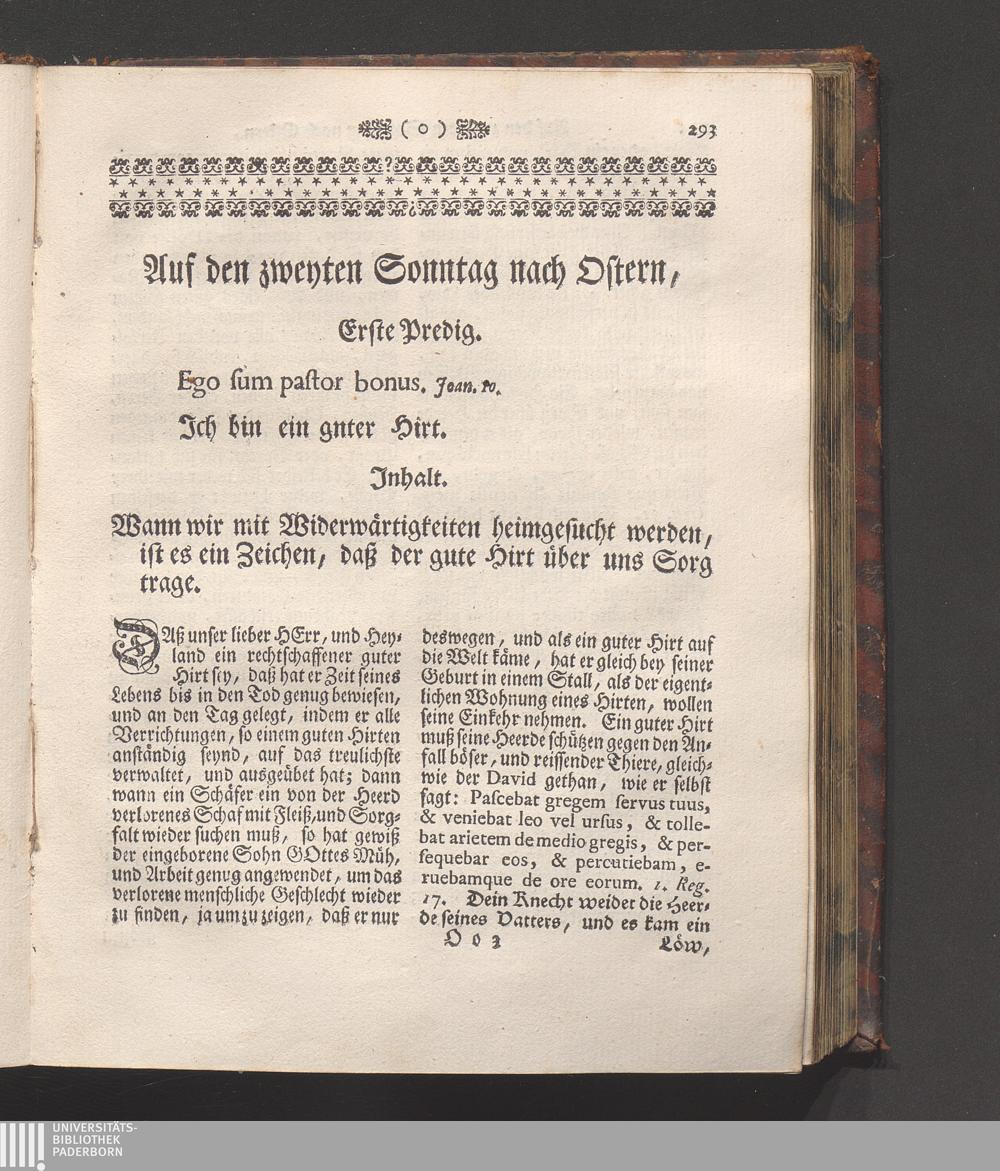 ( o ) 293
Auf den zweyten Sonntag nach Ostern,
Erste Predig.
Ego sum pastor bonus. Joan. 10.
Ich bin ein gnter Hirt.
Inhalt.
Wann wir mit Widerwärtigkeiten heimgesucht werden,
ist es ein Zeichen, daß der gute Hirt über uns Sorg
trage.
DAß unser lieber HErr, und Hey-
land ein rechtschaffener guter
Hirt sey, daß hat er Zeit seines
Lebens bis in den Tod genug bewiesen,
und an den Tag gelegt, indem er alle
Verrichtungen, so einem guten Hirten
anständig seynd, auf das treulichste
verwaltet, und ausgeübet hat; dann
wann ein Schäfer ein von der Heerd
verlorenes Schaf mit Fleiß, und Sorg-
falt wieder suchen muß, so hat gewiß
der eingeborene Sohn GOttes Müh,
und Arbeit genug angewendet, um das
verlorene menschliche Geschlecht wieder
zu finden, ja um zu zeigen, daß er nur
deswegen, und als ein guter Hirt auf
die Welt käme, hat er gleich bey seiner
Geburt in einem Stall, als der eigent-
lichen Wohnung eines Hirten, wollen
seine Einkehr nehmen. Ein guter Hirt
muß seine Heerde schützen gegen den An-
fall böser, und reissender Thiere, gleich-
wie der David gethan, wie er selbst
sagt: Pascebat gregem servus tuus,
& veniebat leo vel ursus, & tolle-
bat arietem de medio gregis, & per-
sequebar eos, & percutiebam, e-
ruebamque de ore eorum. 1. Reg.
17. Dein Knecht weidet die Heer-
de seines Vatters, und es kam ein
O o 3 Löw,
UNIVERSITÄTS-
BIBLIOTHEK
PADERBORN